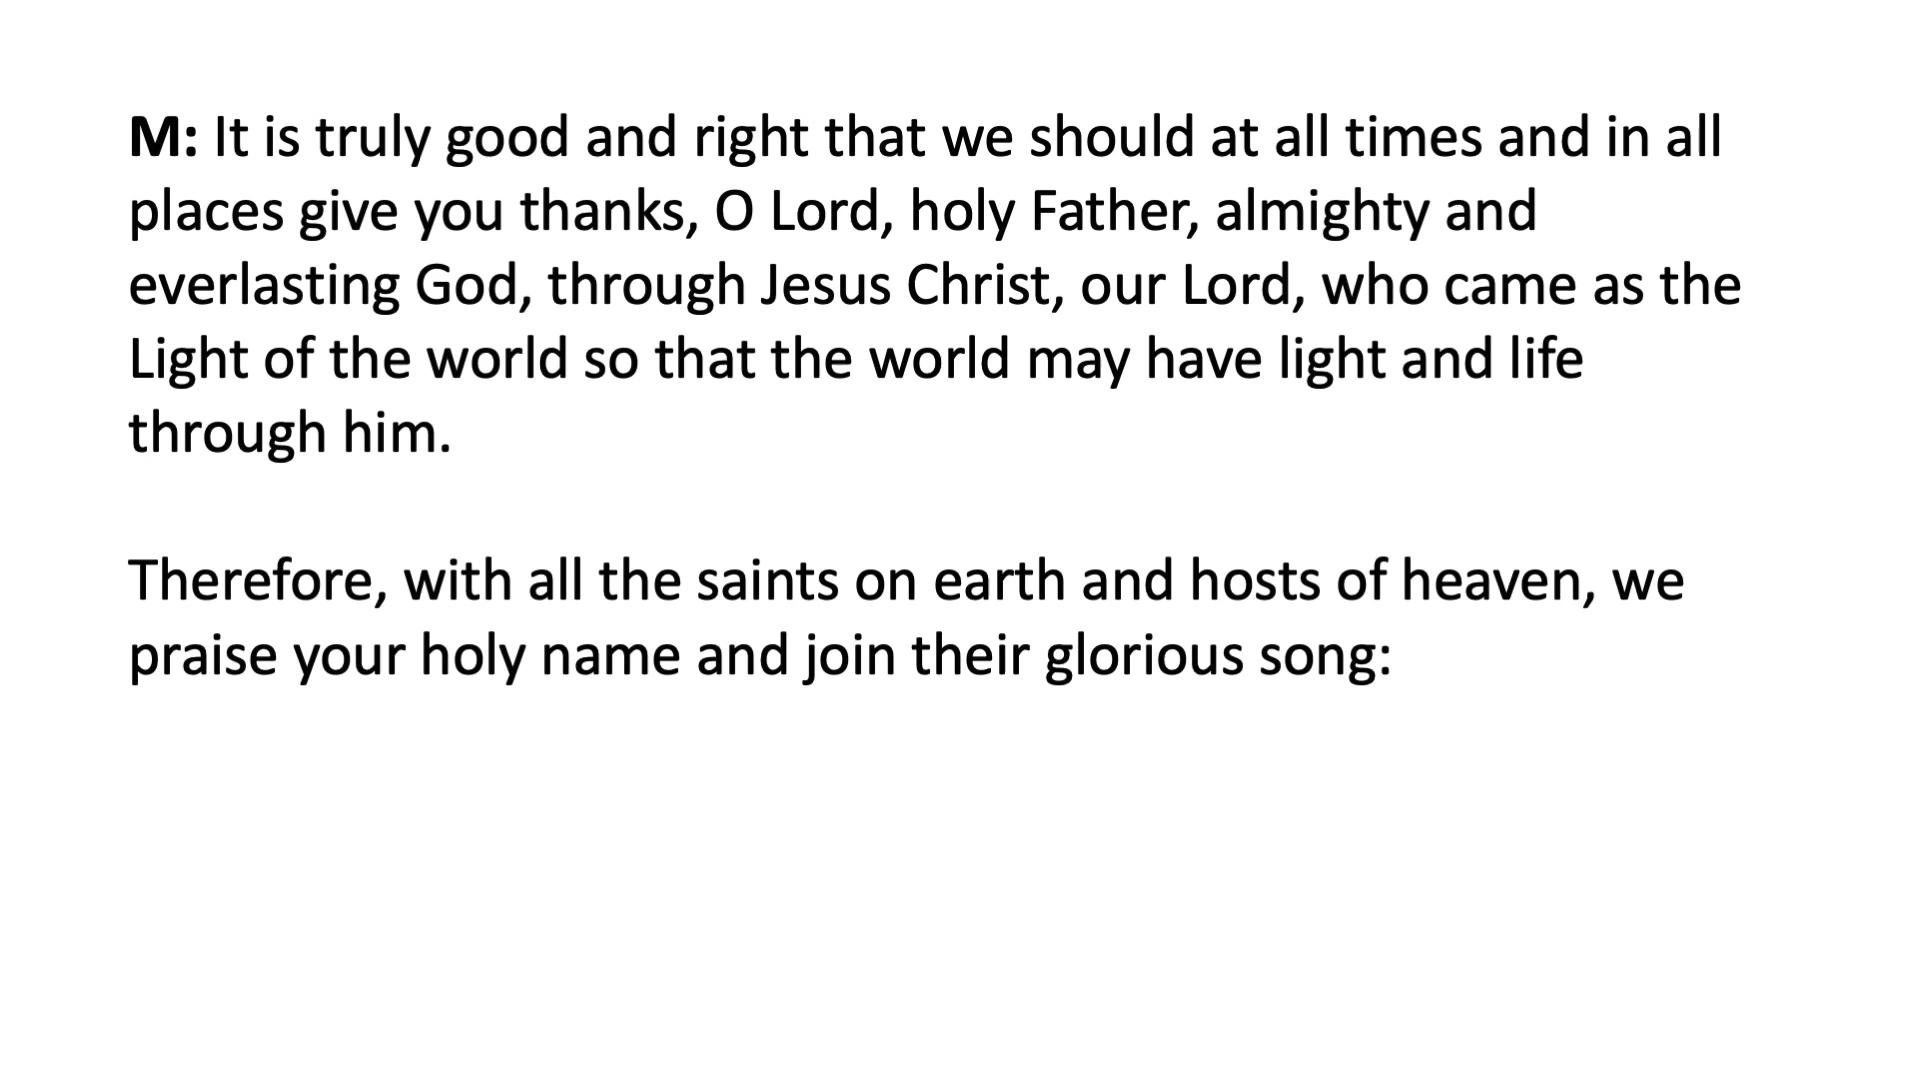 M: It is truly good and right that we should at all times and in all
places give you thanks, O Lord, holy Father, almighty and
everlasting God, through Jesus Christ, our Lord, who came as the
Light of the world so that the world may have light and life
through him.
Therefore, with all the saints on earth and hosts of heaven, we
praise your holy name and join their glorious song: